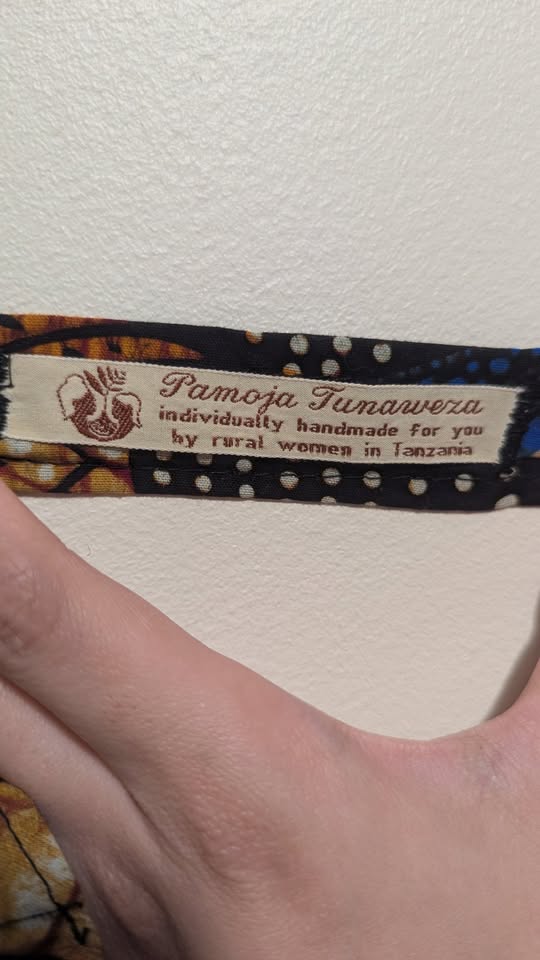 Pamoja Tunaweza
individually handmade for you
by rural women in Tanzania